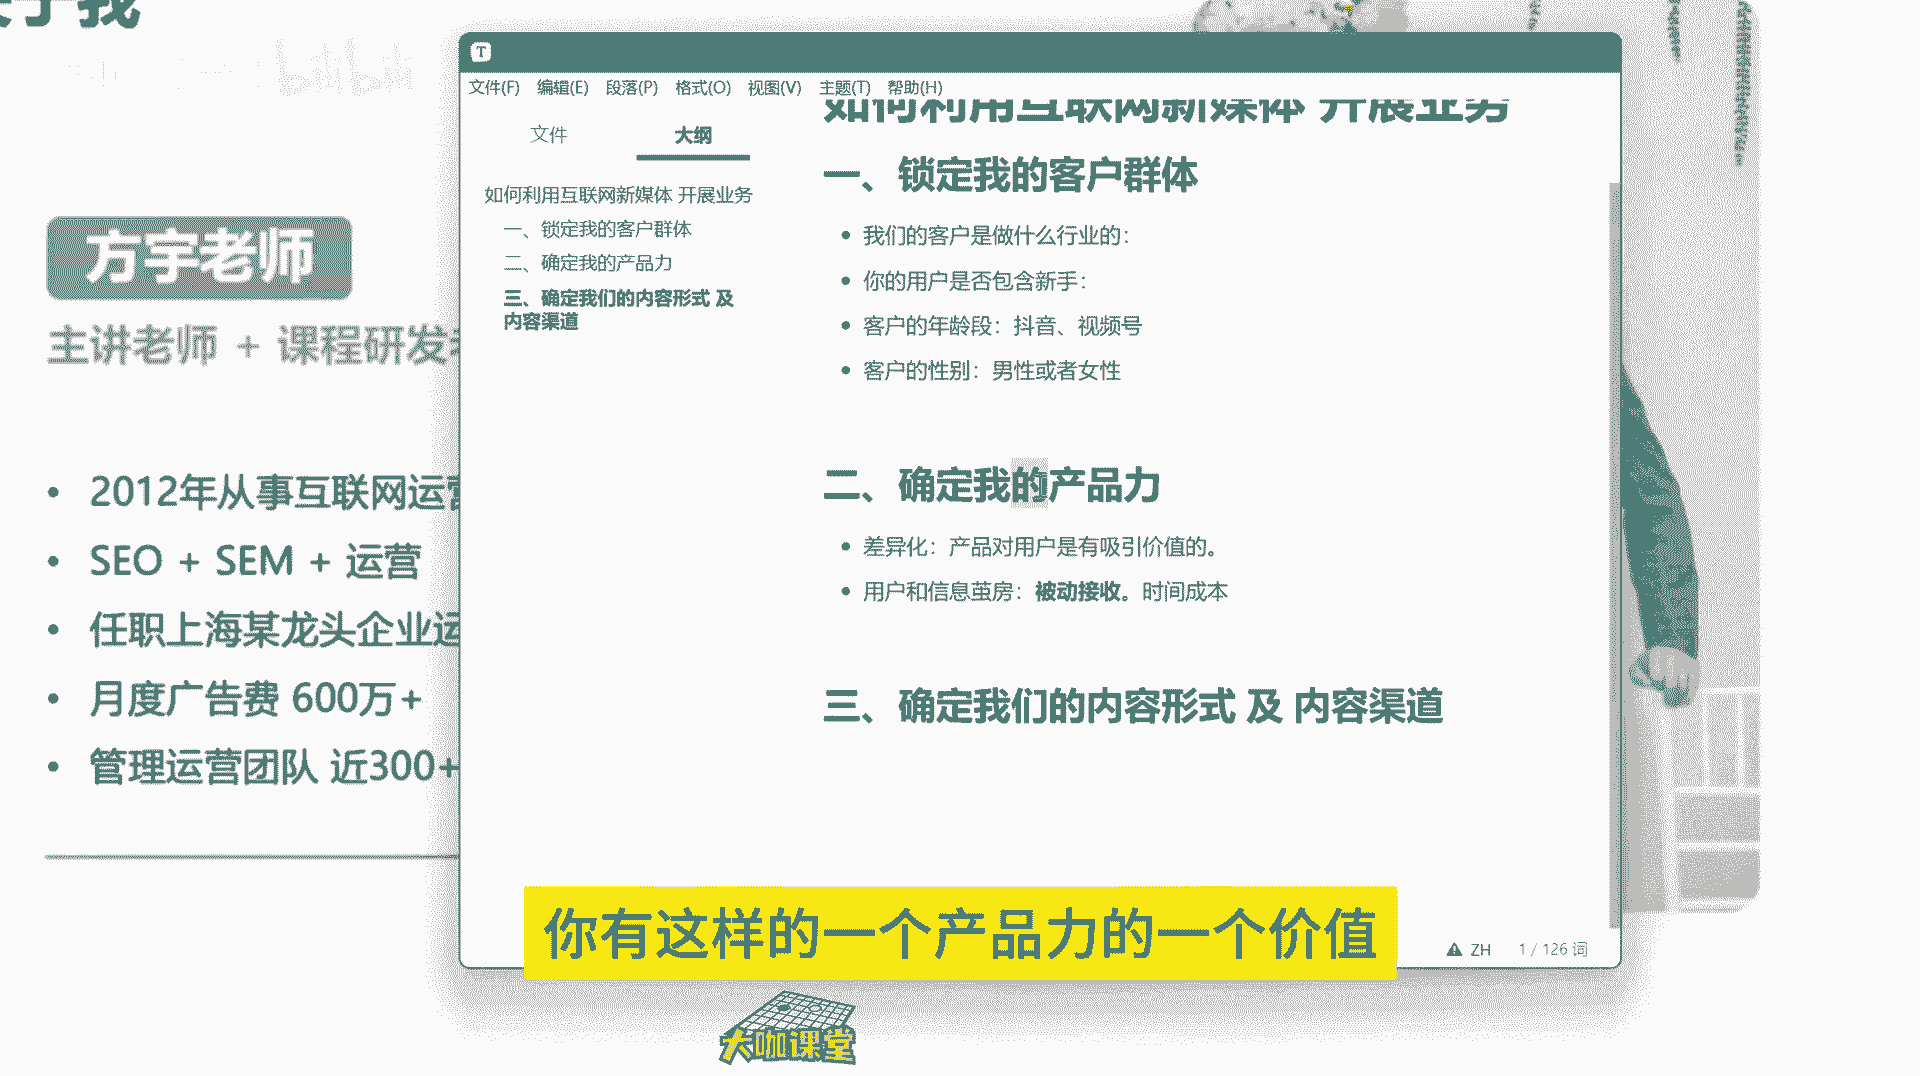 于我
bilibili
方宇老师
主讲老师 + 课程研发
2012年从事互联网运营
SEO + SEM + 运营
任职上海某龙头企业运
月度广告费 600万+
管理运营团队 近300+
文件(F) 编辑(E) 段落(P) 格式(O) 视图(V) 主题(T) 帮助(H)
文件 大纲
如何利用互联网新媒体 开展业务
一、锁定我的客户群体
二、确定我的产品力
三、确定我们的内容形式 及
内容渠道
如何利用互联网新媒体 开展业务
一、锁定我的客户群体
我们的客户是做什么行业的：
你的用户是否包含新手：
客户的年龄段：抖音、视频号
客户的性别：男性或者女性
二、确定我的产品力
差异化：产品对用户是有吸引价值的。
用户和信息茧房：被动接收。时间成本
三、确定我们的内容形式 及 内容渠道
ZH 1 / 126 词
你有这样的一个产品力的一个价值
大咖课堂